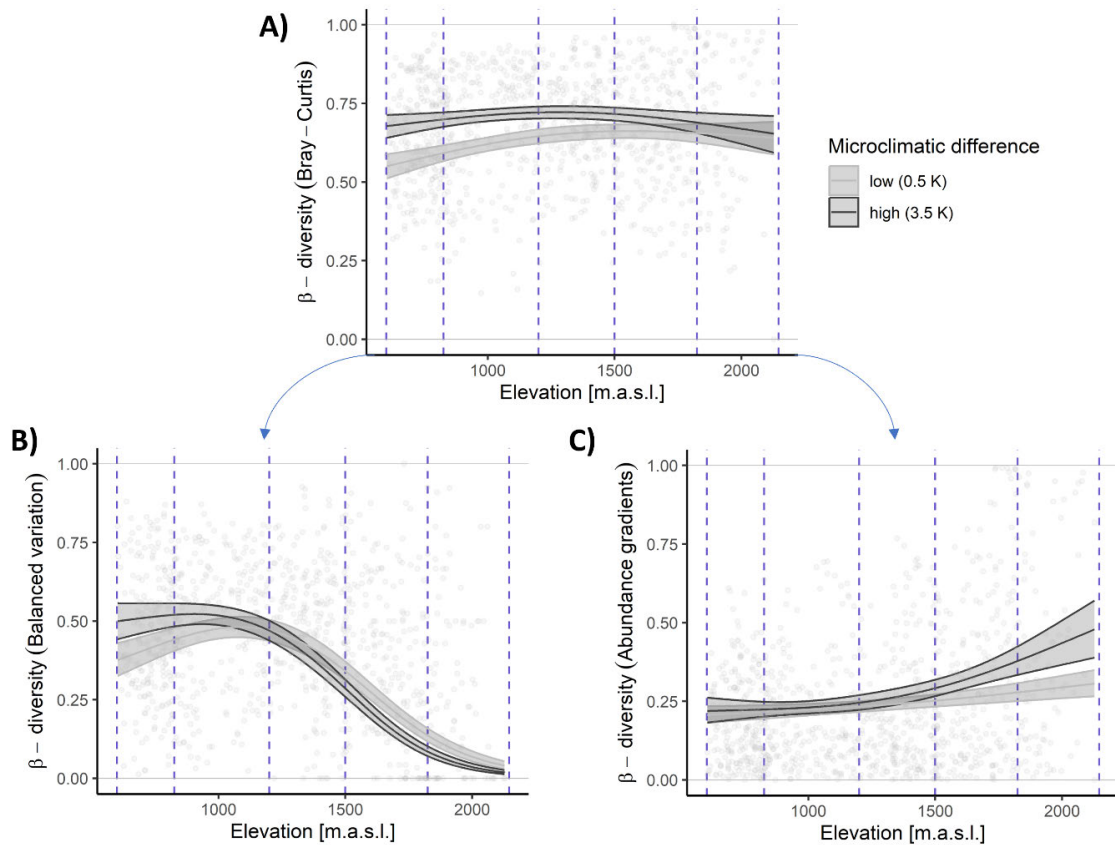 A)
β – diversity (Bray – Curtis)
1.00
0.75
0.50
0.25
0.00
1000
1500
2000
Elevation [m.a.s.l.]
Microclimatic difference
low (0.5 K)
high (3.5 K)
B)
β – diversity (Balanced variation)
1.00
0.75
0.50
0.25
0.00
1000
1500
2000
Elevation [m.a.s.l.]
C)
β – diversity (Abundance gradients)
1.00
0.75
0.50
0.25
0.00
1000
1500
2000
Elevation [m.a.s.l.]